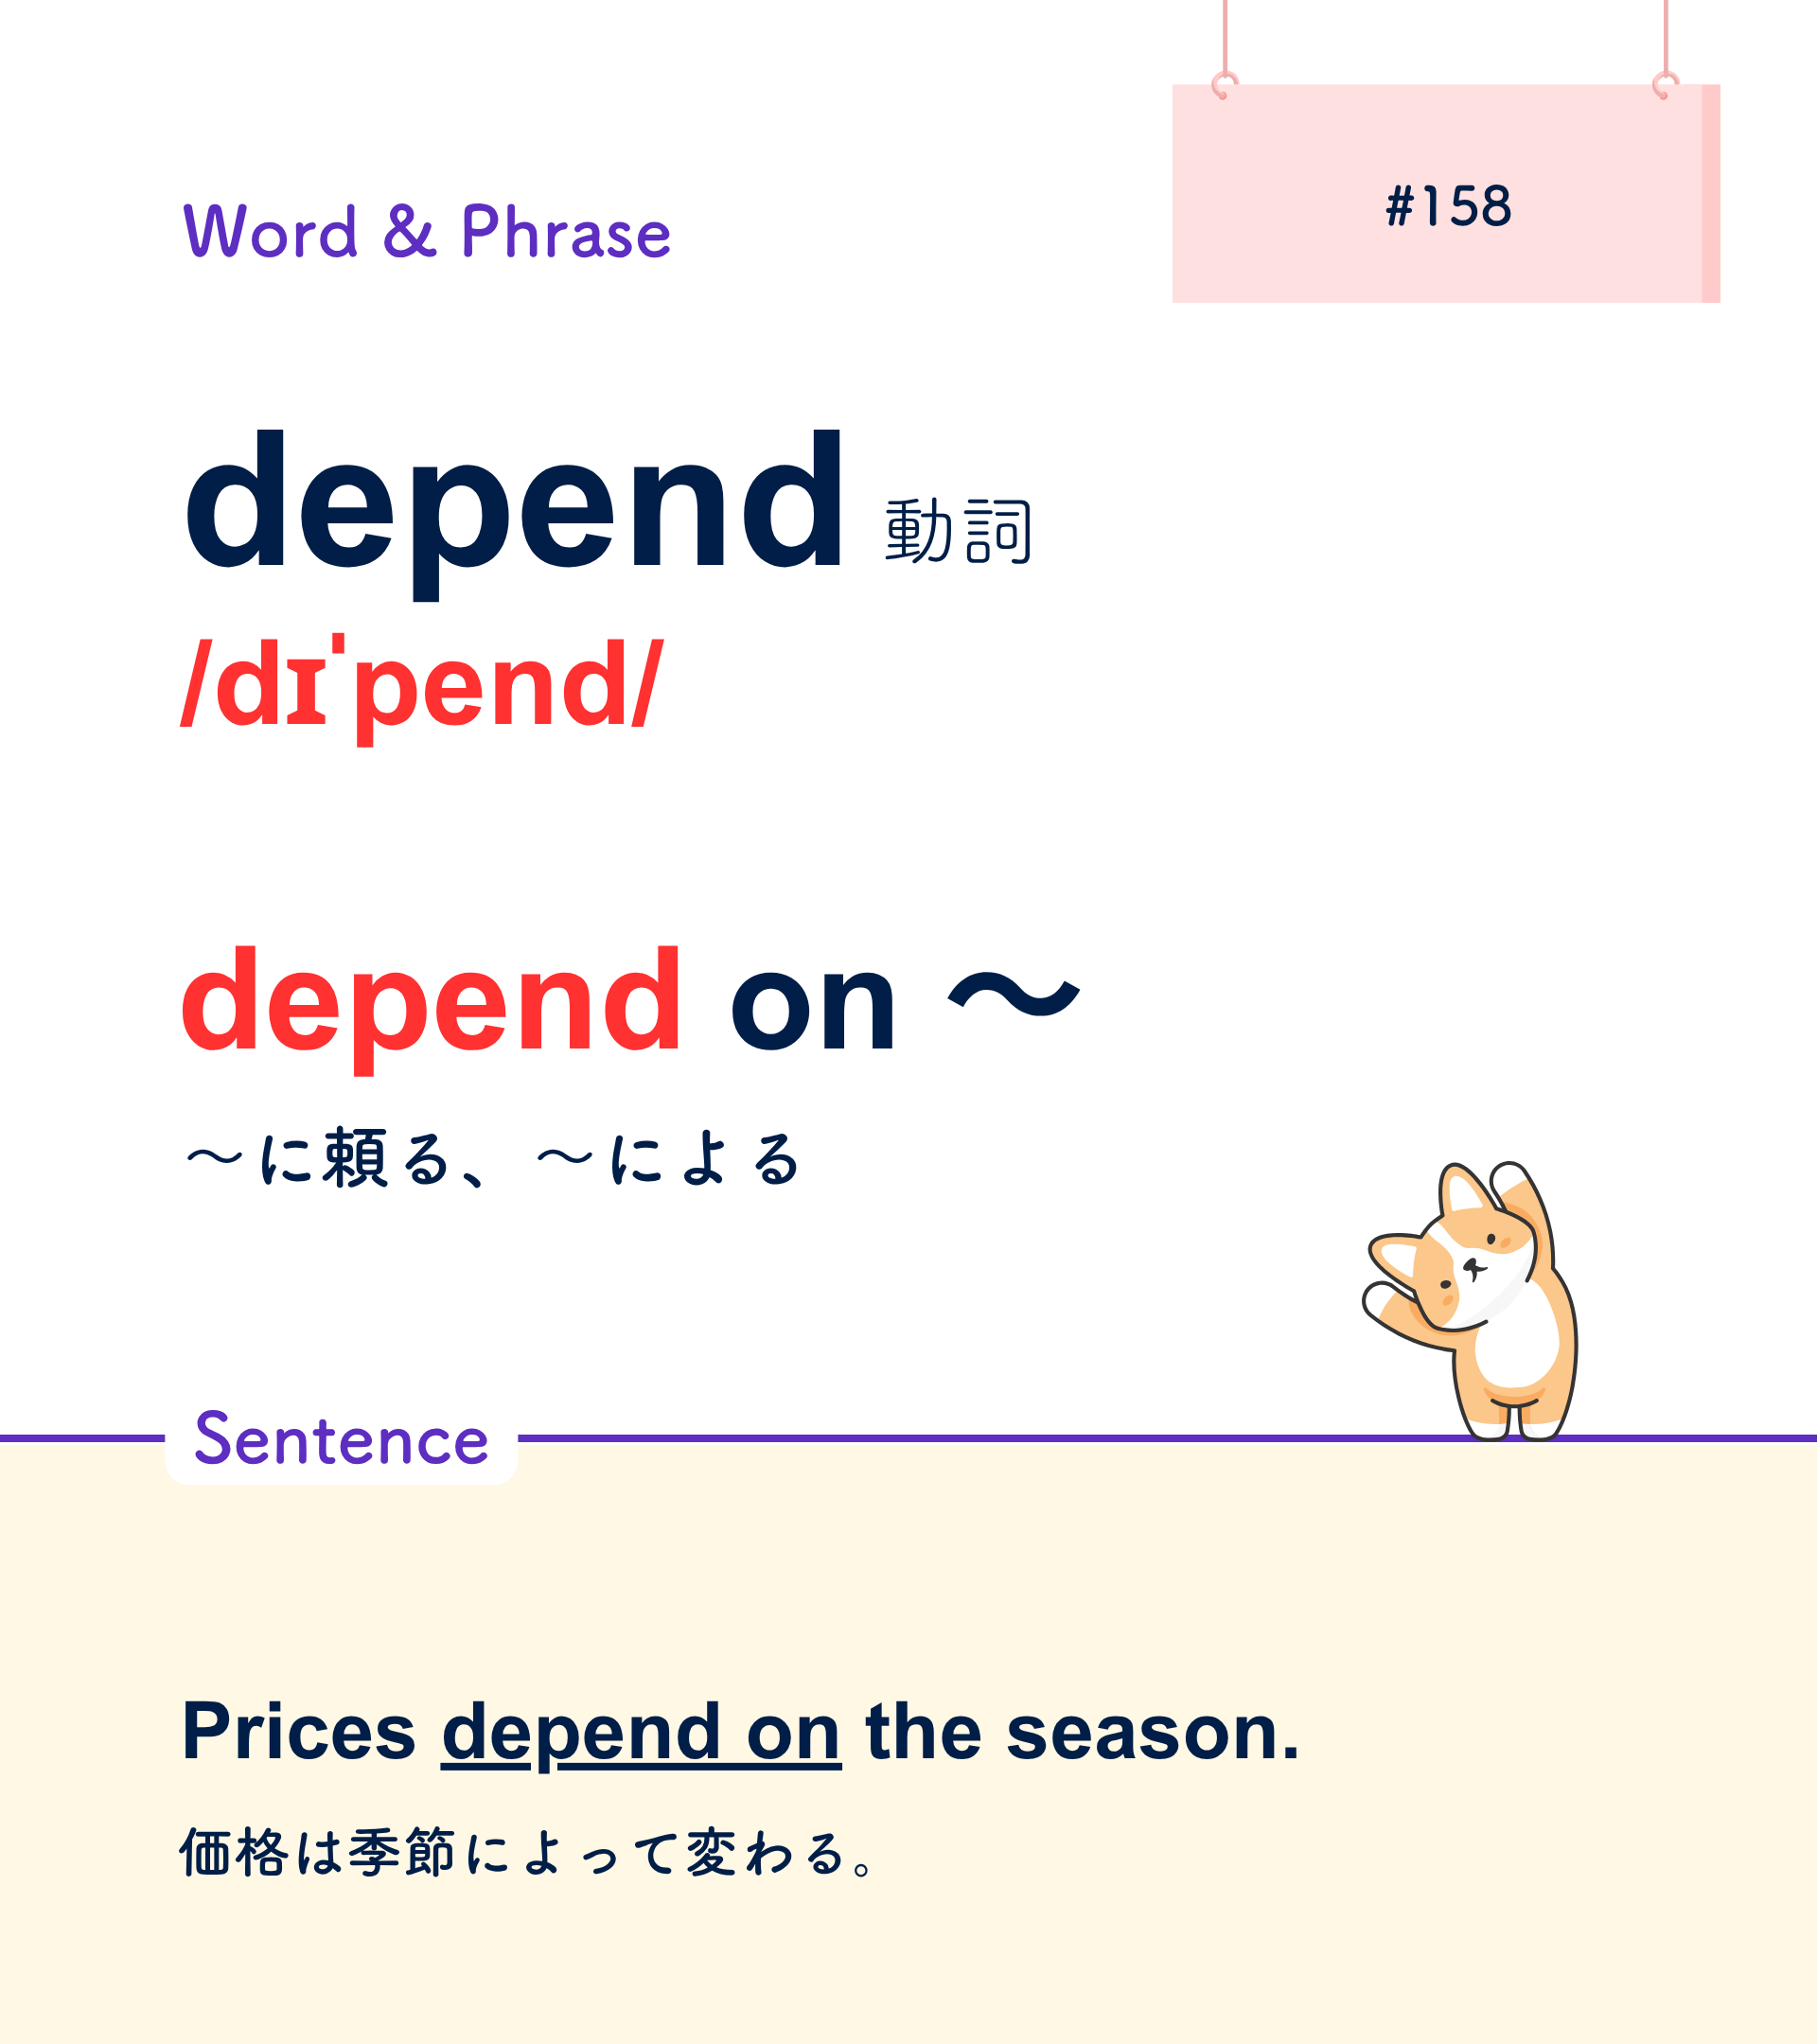 #158
Word & Phrase
depend 動詞
/dɪˈpend/
depend on 〜
〜に頼る、〜による
Sentence
Prices depend on the season.
価格は季節によって変わる。